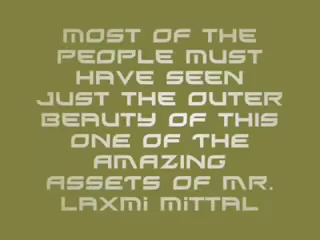 MOST OF THE
PEOPLE MUST
HAVE SEEN
JUST THE OUTER
BEAUTY OF THIS
ONE OF THE
AMAZING
ASSETS OF MR.
LAXMi MiTTAL